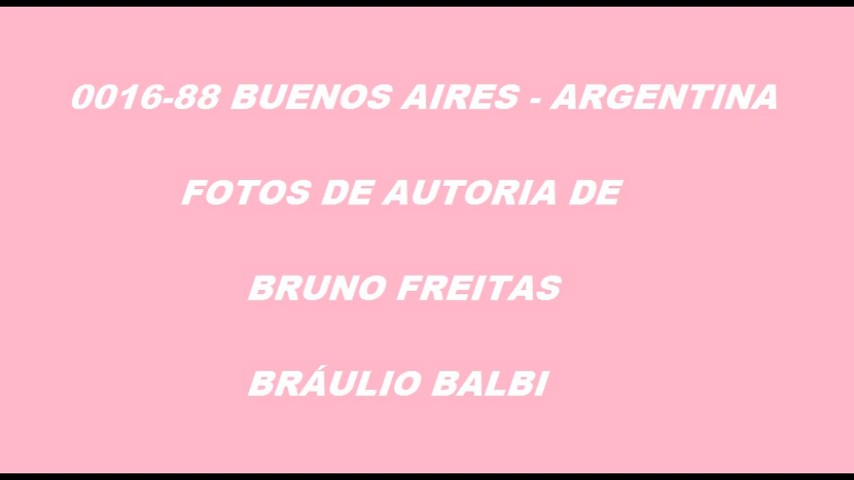 0016-88 BUENOS AIRES - ARGENTINA
FOTOS DE AUTORIA DE
BRUNO FREITAS
BRÁULIO BALBI